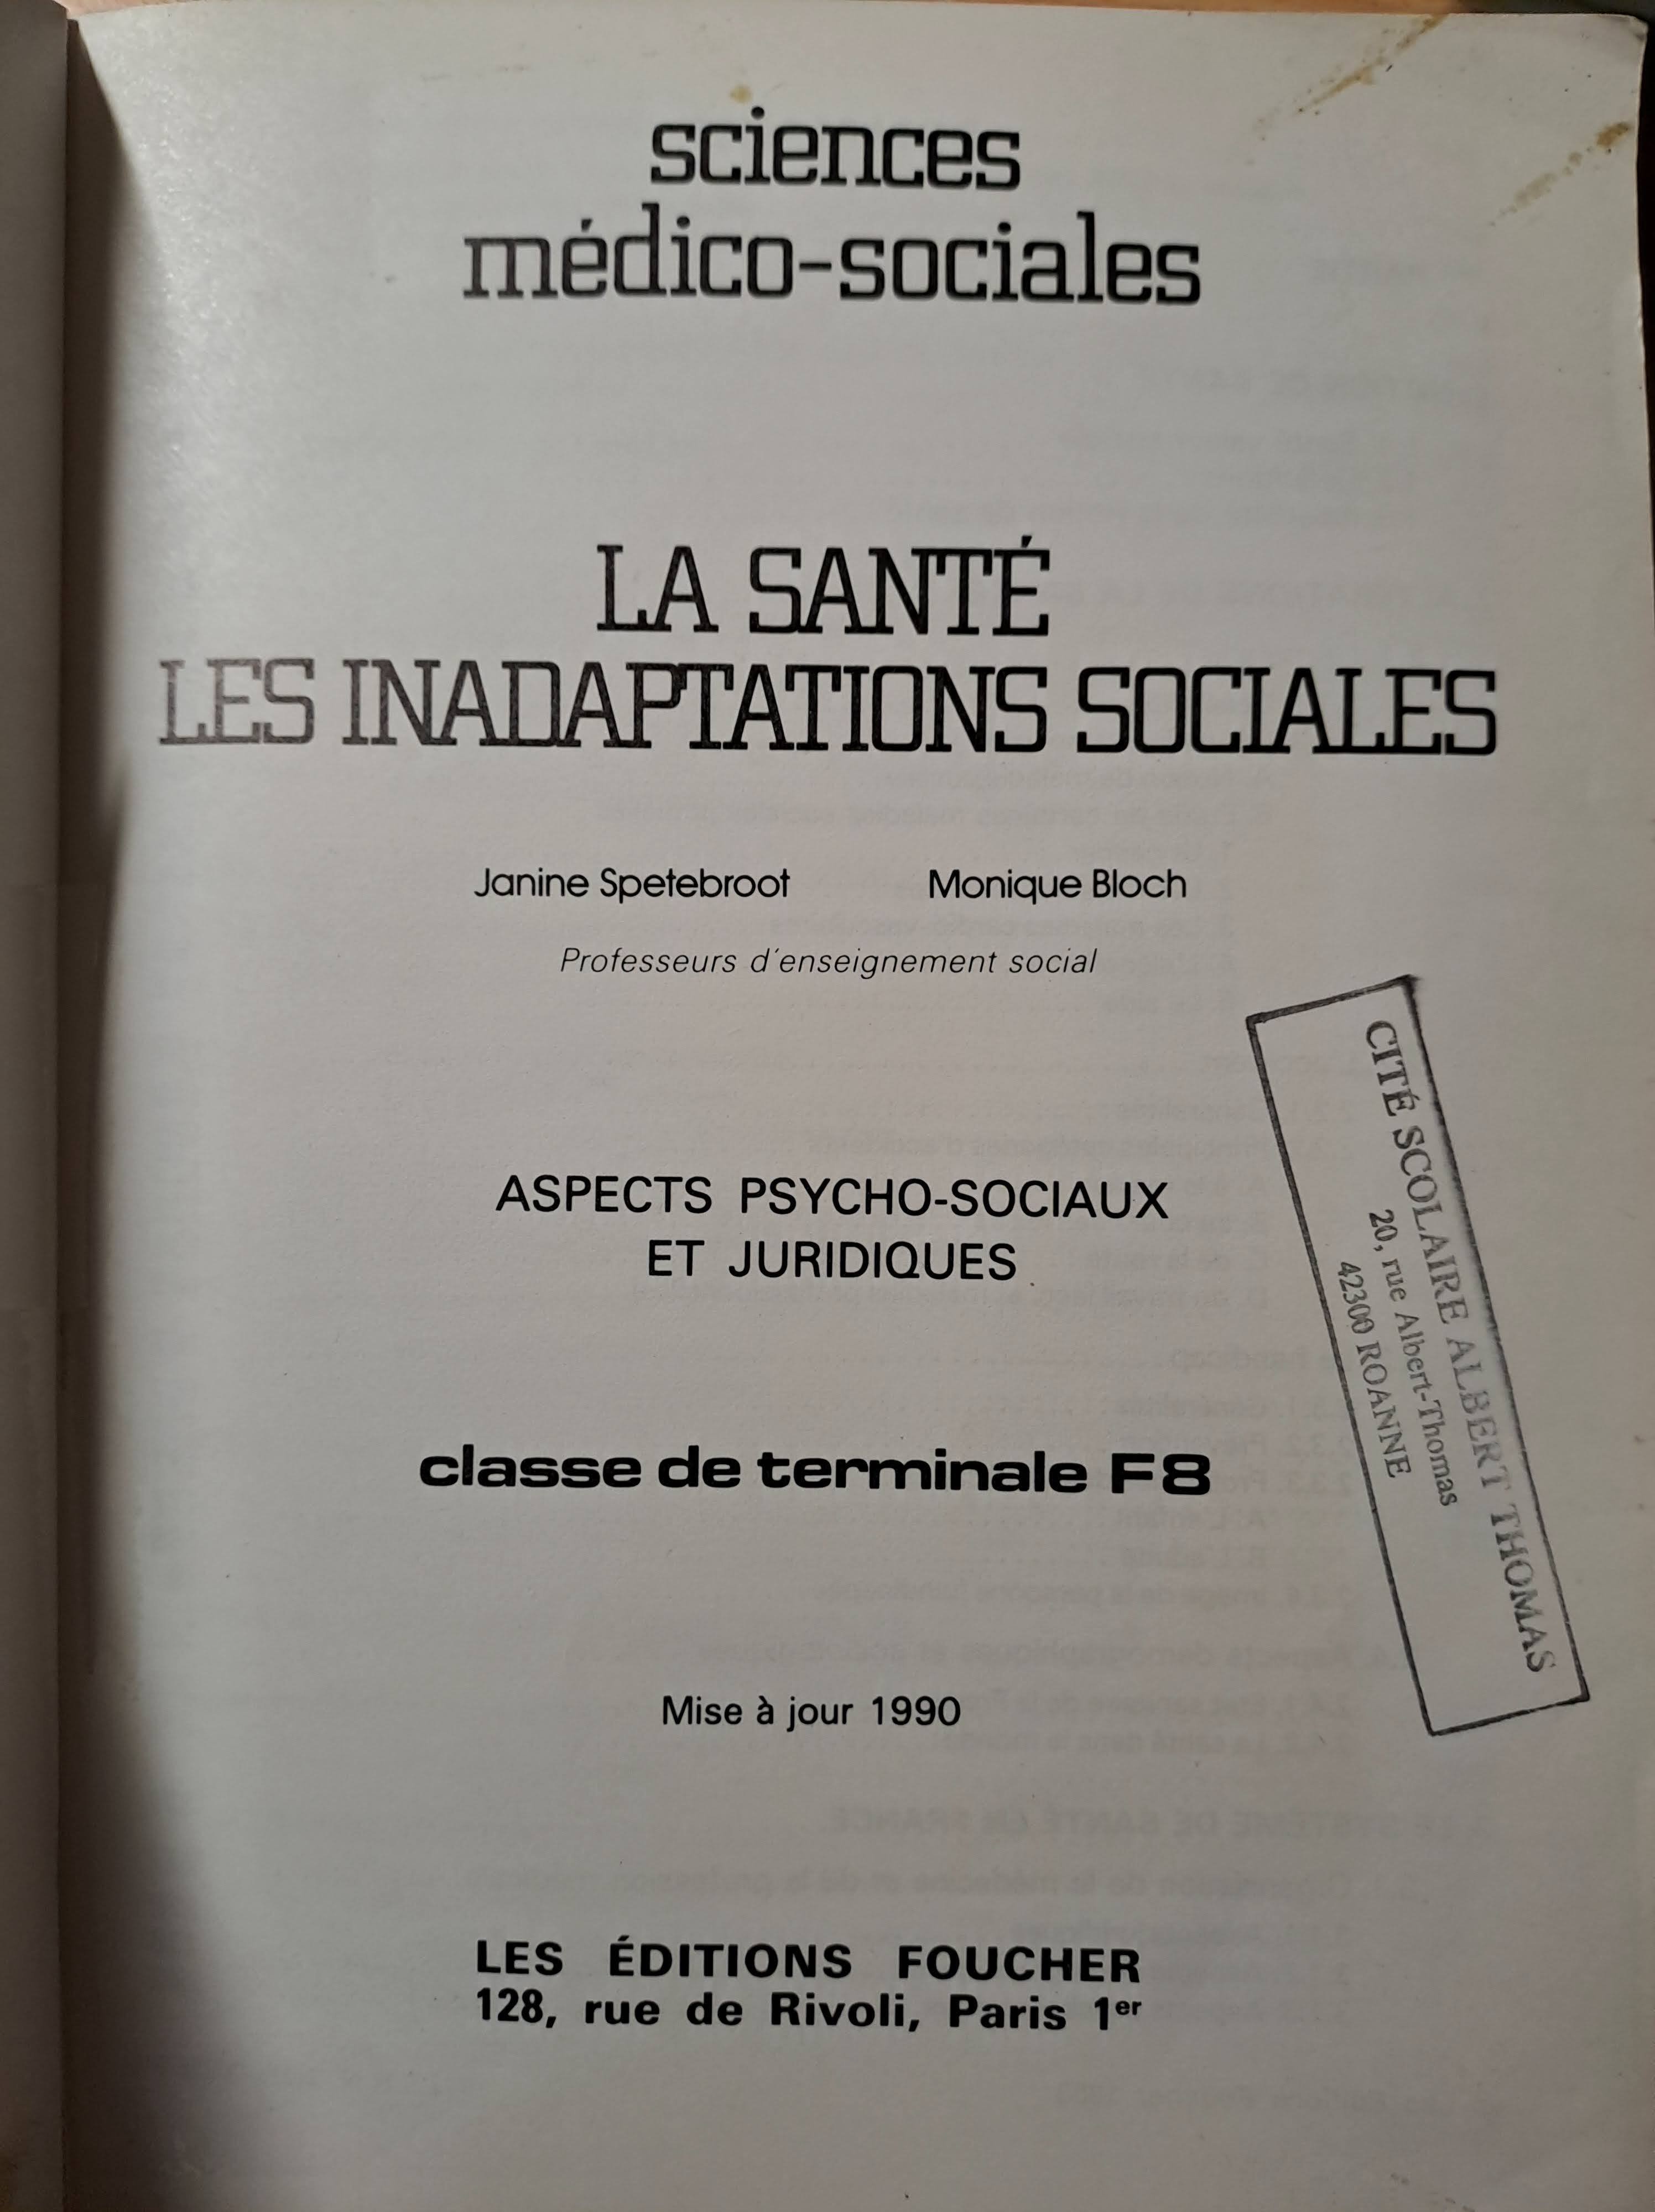 sciences
médico-sociales
LA SANTÉ
LES INADAPTATIONS SOCIALES
Janine Spetebroot Monique Bloch
Professeurs d'enseignement social
ASPECTS PSYCHO-SOCIAUX
ET JURIDIQUES
classe de terminale F8
Mise à jour 1990
LES ÉDITIONS FOUCHER
128, rue de Rivoli, Paris 1er
CITÉ SCOLAIRE ALBERT THOMAS
20, rue Albert-Thomas
42300 ROANNE